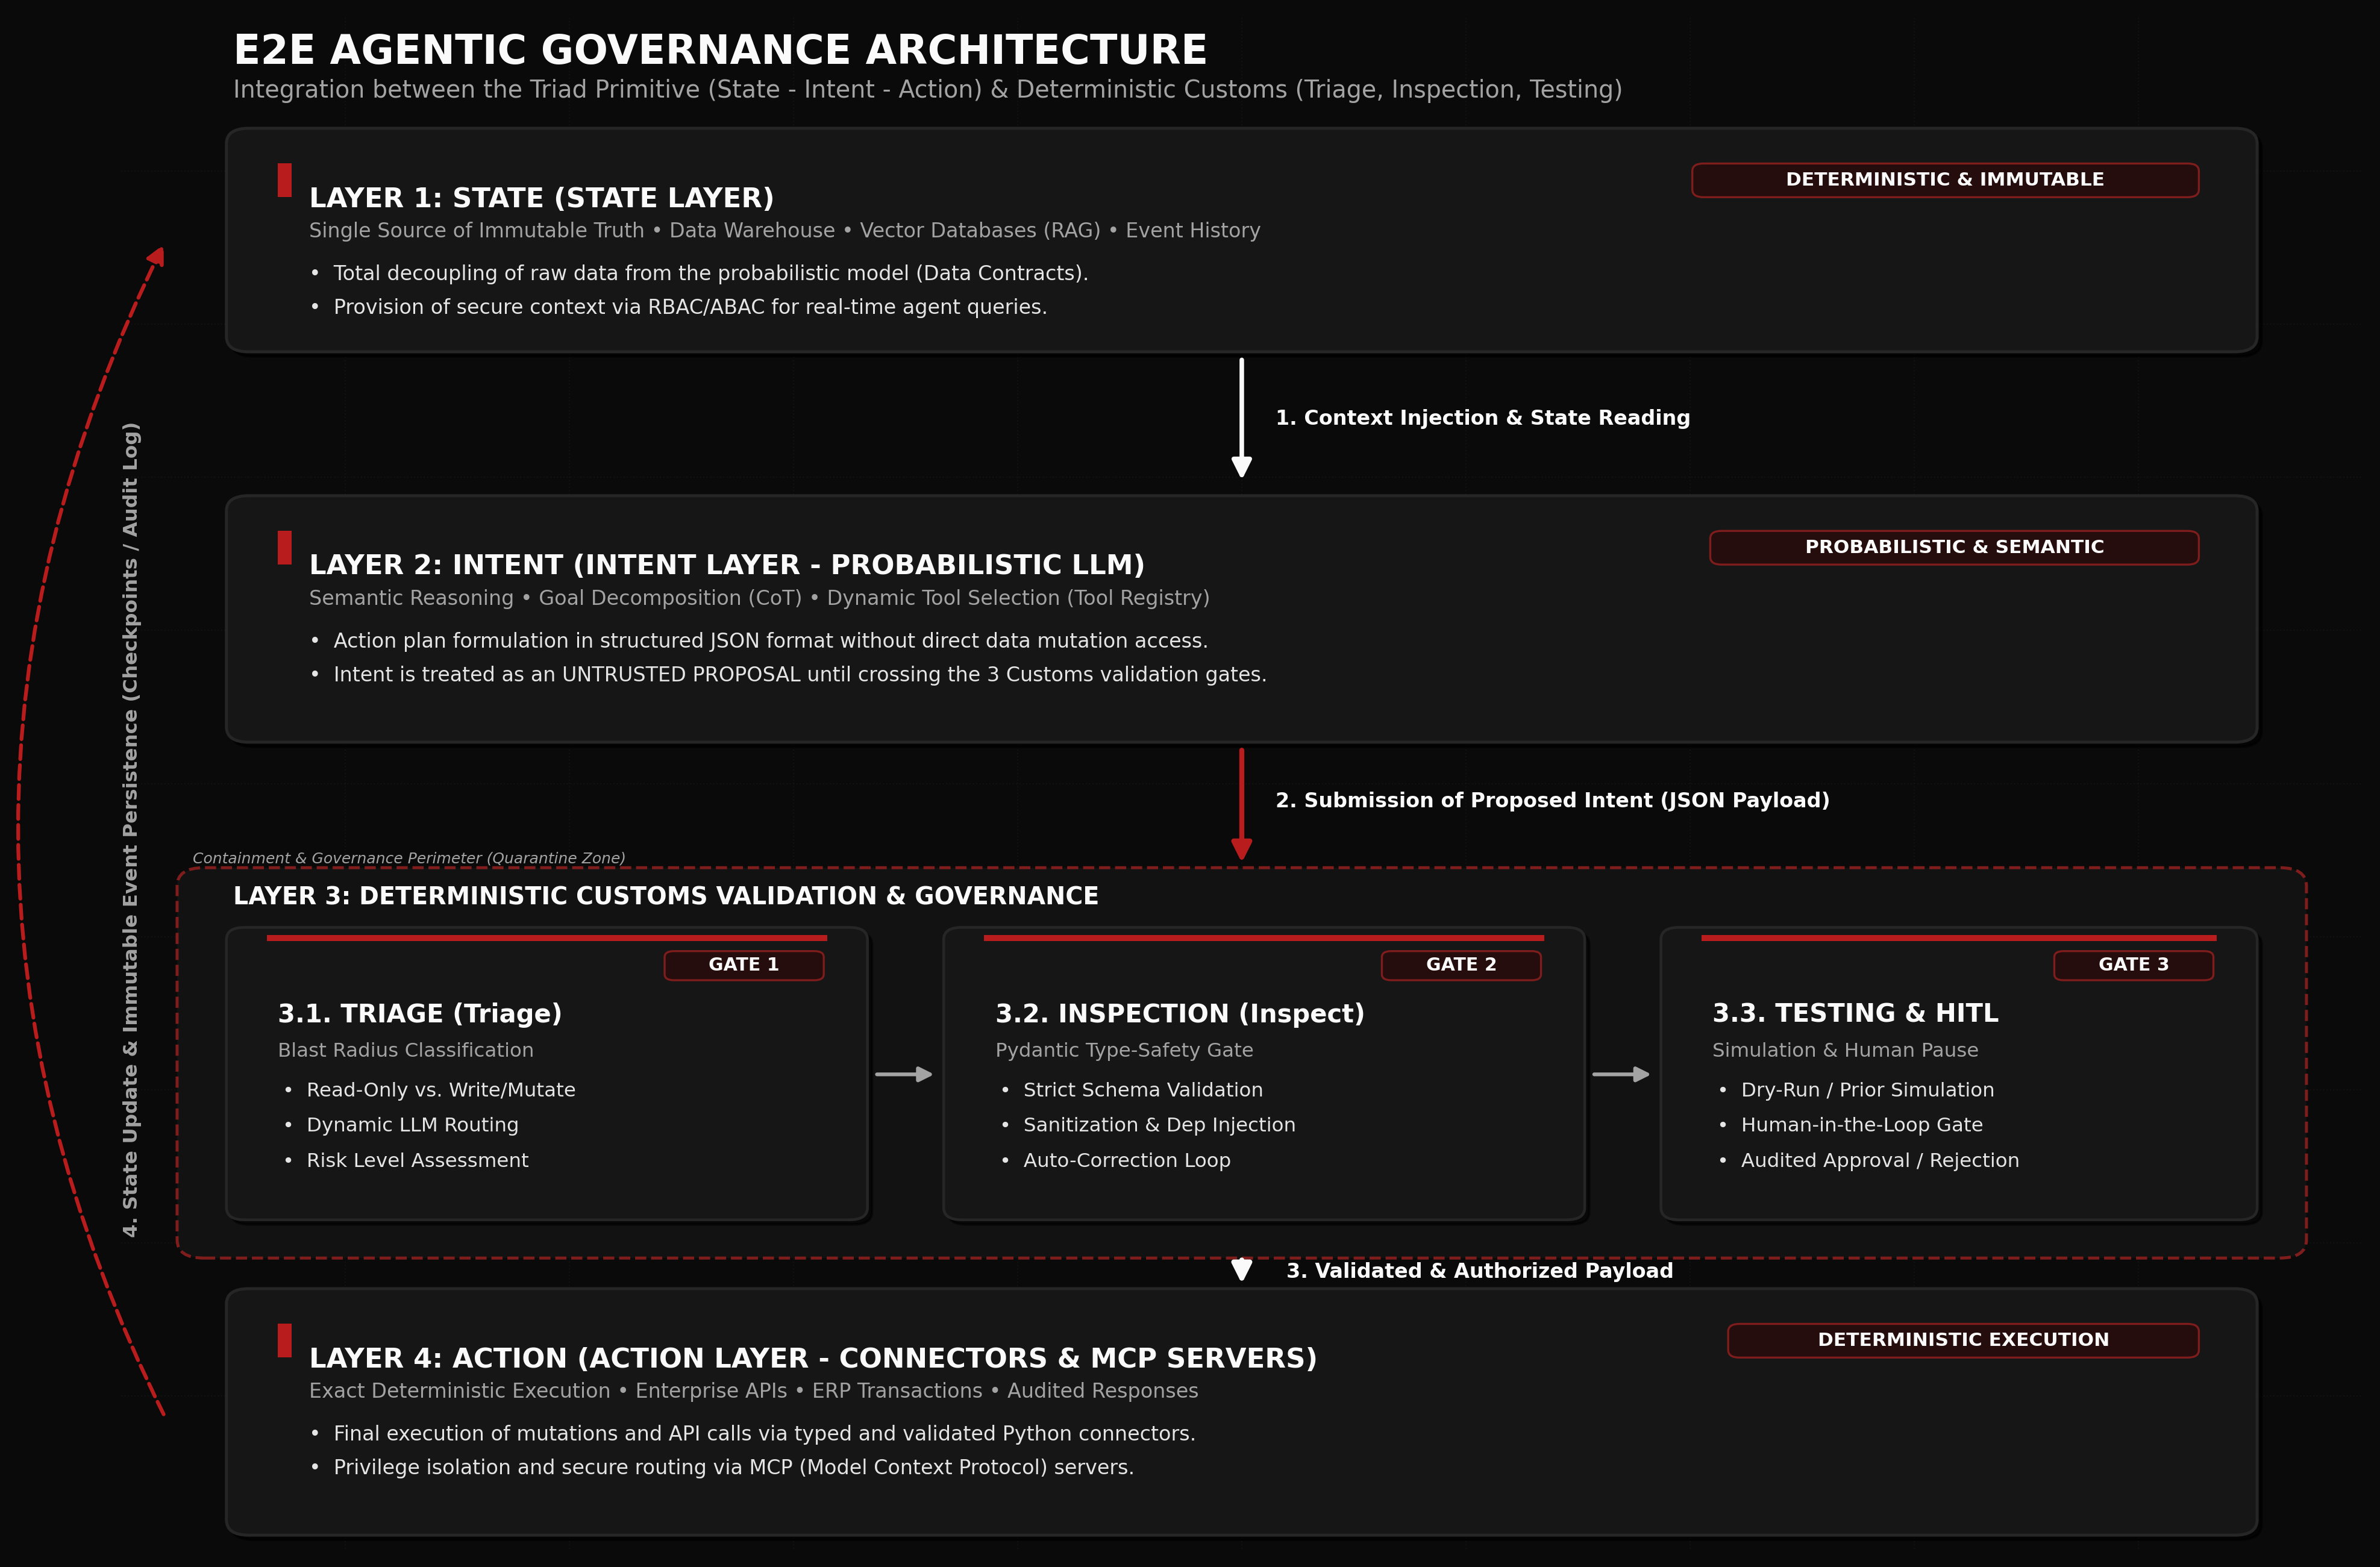 E2E AGENTIC GOVERNANCE ARCHITECTURE
Integration between the Triad Primitive (State - Intent - Action) & Deterministic Customs (Triage, Inspection, Testing)
DETERMINISTIC & IMMUTABLE
LAYER 1: STATE (STATE LAYER)
Single Source of Immutable Truth • Data Warehouse • Vector Databases (RAG) • Event History
• Total decoupling of raw data from the probabilistic model (Data Contracts).
• Provision of secure context via RBAC/ABAC for real-time agent queries.
1. Context Injection & State Reading
PROBABILISTIC & SEMANTIC
LAYER 2: INTENT (INTENT LAYER - PROBABILISTIC LLM)
Semantic Reasoning • Goal Decomposition (CoT) • Dynamic Tool Selection (Tool Registry)
• Action plan formulation in structured JSON format without direct data mutation access.
• Intent is treated as an UNTRUSTED PROPOSAL until crossing the 3 Customs validation gates.
2. Submission of Proposed Intent (JSON Payload)
Containment & Governance Perimeter (Quarantine Zone)
LAYER 3: DETERMINISTIC CUSTOMS VALIDATION & GOVERNANCE
GATE 1
3.1. TRIAGE (Triage)
Blast Radius Classification
• Read-Only vs. Write/Mutate
• Dynamic LLM Routing
• Risk Level Assessment
GATE 2
3.2. INSPECTION (Inspect)
Pydantic Type-Safety Gate
• Strict Schema Validation
• Sanitization & Dep Injection
• Auto-Correction Loop
GATE 3
3.3. TESTING & HITL
Simulation & Human Pause
• Dry-Run / Prior Simulation
• Human-in-the-Loop Gate
• Audited Approval / Rejection
3. Validated & Authorized Payload
DETERMINISTIC EXECUTION
LAYER 4: ACTION (ACTION LAYER - CONNECTORS & MCP SERVERS)
Exact Deterministic Execution • Enterprise APIs • ERP Transactions • Audited Responses
• Final execution of mutations and API calls via typed and validated Python connectors.
• Privilege isolation and secure routing via MCP (Model Context Protocol) servers.
4. State Update & Immutable Event Persistence (Checkpoints / Audit Log)